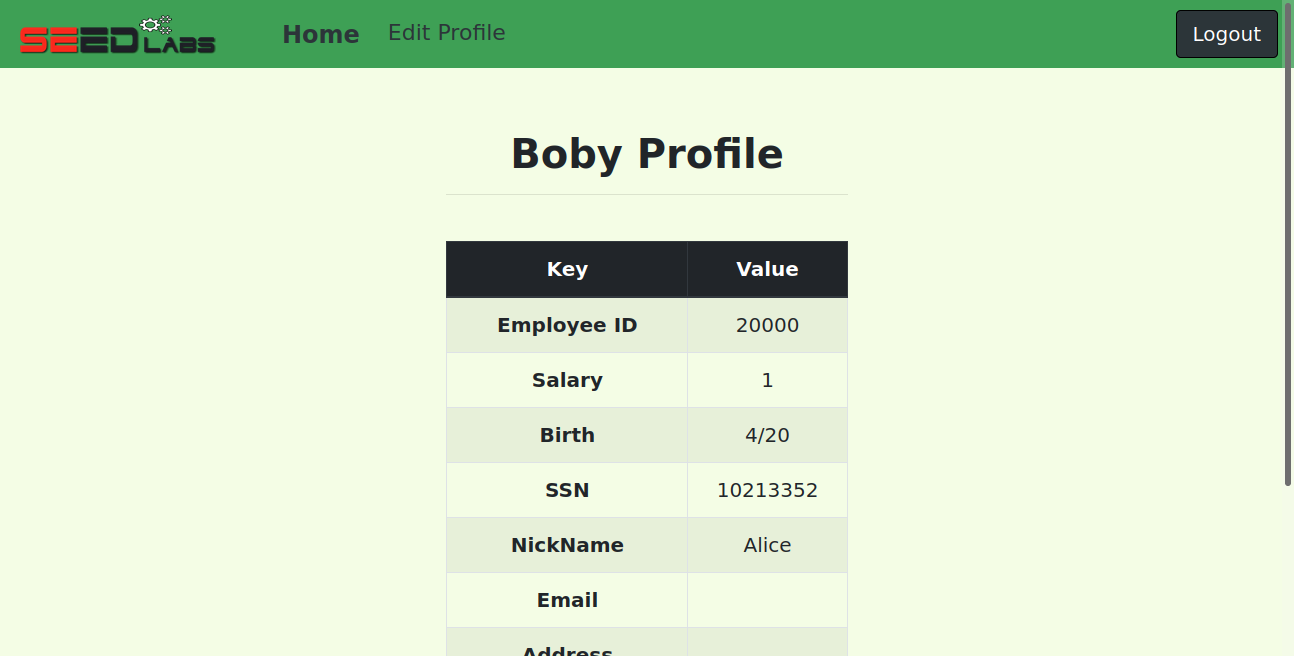 SEED LABS Home Edit Profile Logout
Boby Profile
Key Value
Employee ID 20000
Salary 1
Birth 4/20
SSN 10213352
NickName Alice
Email
Address